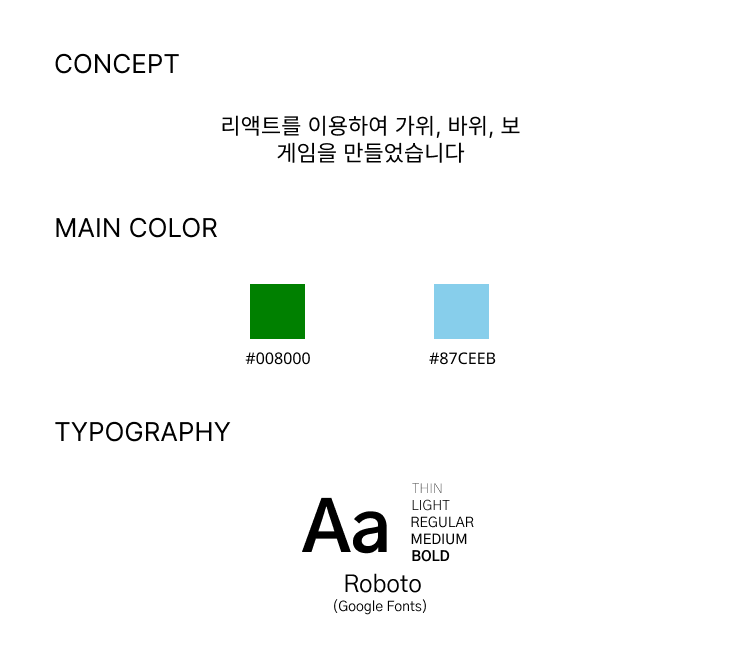 CONCEPT
리액트를 이용하여 가위, 바위, 보
게임을 만들었습니다
MAIN COLOR
#008000
#87CEEB
TYPOGRAPHY
Aa
THIN
LIGHT
REGULAR
MEDIUM
BOLD
Roboto
(Google Fonts)